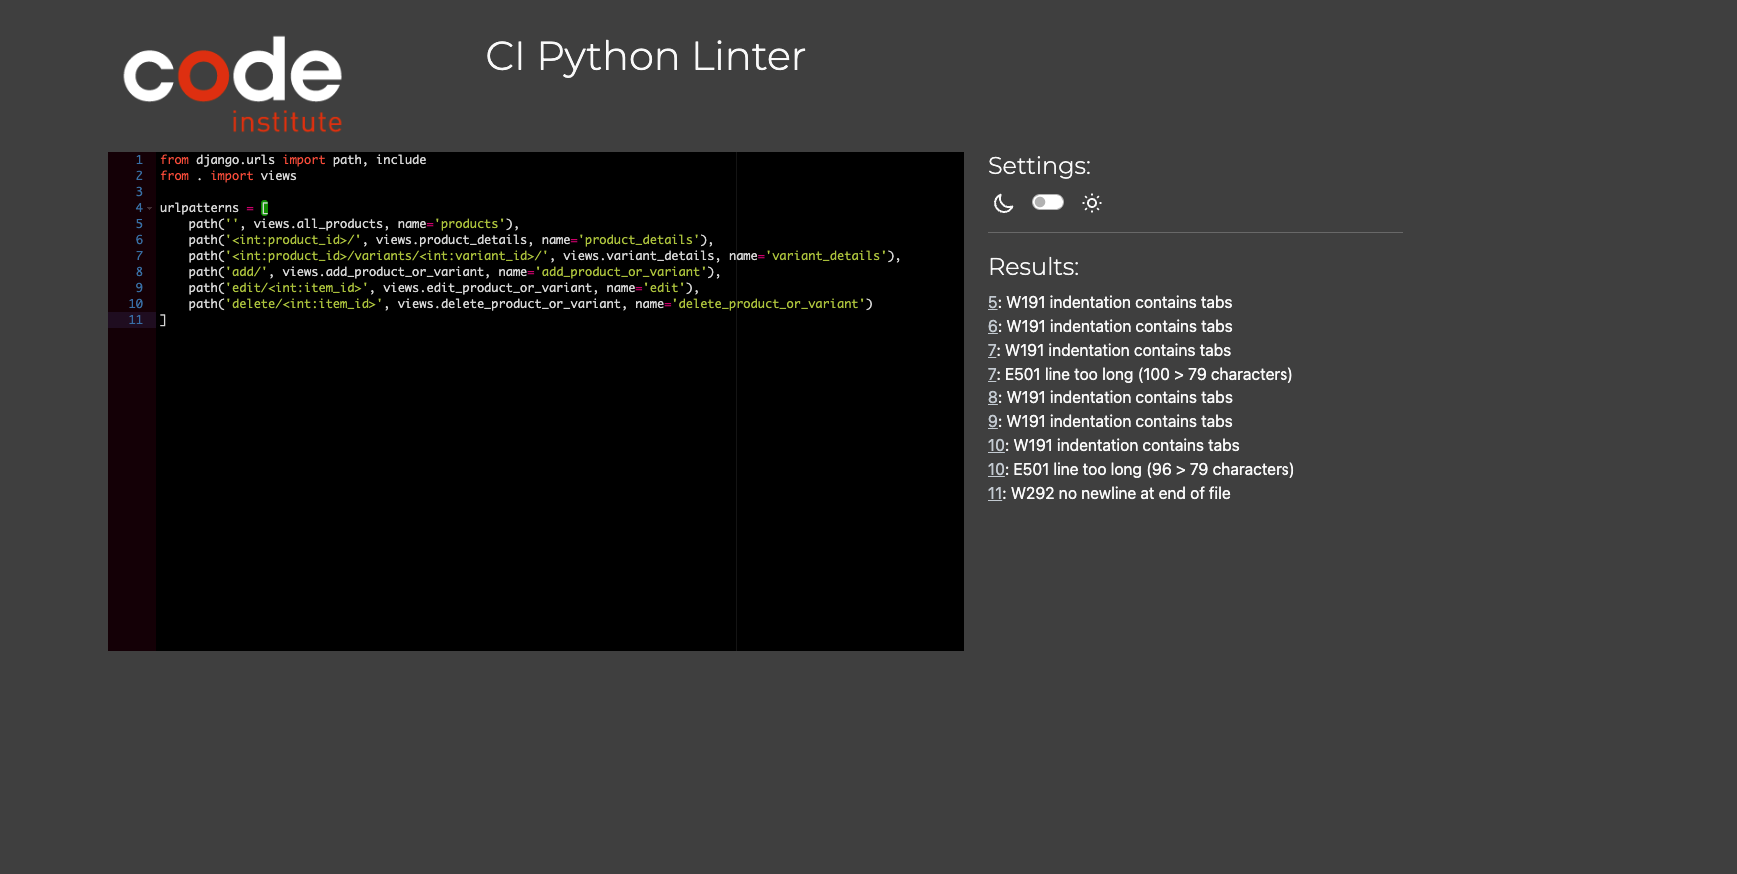 code
institute
CI Python Linter
1 from django.urls import path, include
2 from . import views
3
4 urlpatterns = [
5     path('', views.all_products, name='products'),
6     path('<int:product_id>/', views.product_details, name='product_details'),
7     path('<int:product_id>/variants/<int:variant_id>/', views.variant_details, name='variant_details'),
8     path('add/', views.add_product_or_variant, name='add_product_or_variant'),
9     path('edit/<int:item_id>', views.edit_product_or_variant, name='edit'),
10     path('delete/<int:item_id>', views.delete_product_or_variant, name='delete_product_or_variant')
11 ]
Settings:
Results:
5: W191 indentation contains tabs
6: W191 indentation contains tabs
7: W191 indentation contains tabs
7: E501 line too long (100 > 79 characters)
8: W191 indentation contains tabs
9: W191 indentation contains tabs
10: W191 indentation contains tabs
10: E501 line too long (96 > 79 characters)
11: W292 no newline at end of file